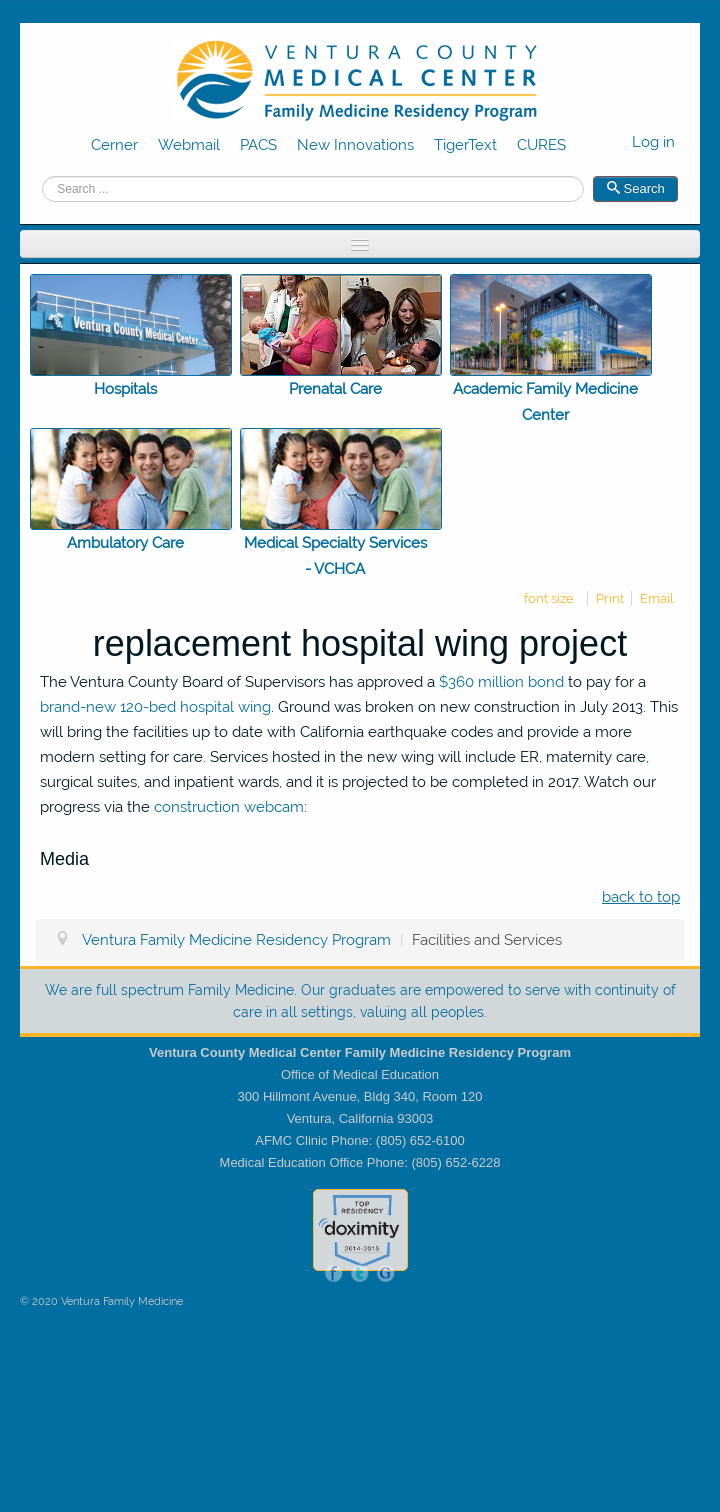 VENTURA COUNTY
MEDICAL CENTER
Family Medicine Residency Program
Cerner Webmail PACS New Innovations TigerText CURES
Log in
Search ...
Search
Ventura County Medical Center
Hospitals
Prenatal Care
Academic Family Medicine
Center
Ambulatory Care
Medical Specialty Services
- VCHCA
font size Print Email
replacement hospital wing project
The Ventura County Board of Supervisors has approved a $360 million bond to pay for a
brand-new 120-bed hospital wing. Ground was broken on new construction in July 2013. This
will bring the facilities up to date with California earthquake codes and provide a more
modern setting for care. Services hosted in the new wing will include ER, maternity care,
surgical suites, and inpatient wards, and it is projected to be completed in 2017. Watch our
progress via the construction webcam:
Media
back to top
Ventura Family Medicine Residency Program | Facilities and Services
We are full spectrum Family Medicine. Our graduates are empowered to serve with continuity of
care in all settings, valuing all peoples.
Ventura County Medical Center Family Medicine Residency Program
Office of Medical Education
300 Hillmont Avenue, Bldg 340, Room 120
Ventura, California 93003
AFMC Clinic Phone: (805) 652-6100
Medical Education Office Phone: (805) 652-6228
TOP
RESIDENCY
doximity
2014-2015
f t G
© 2020 Ventura Family Medicine